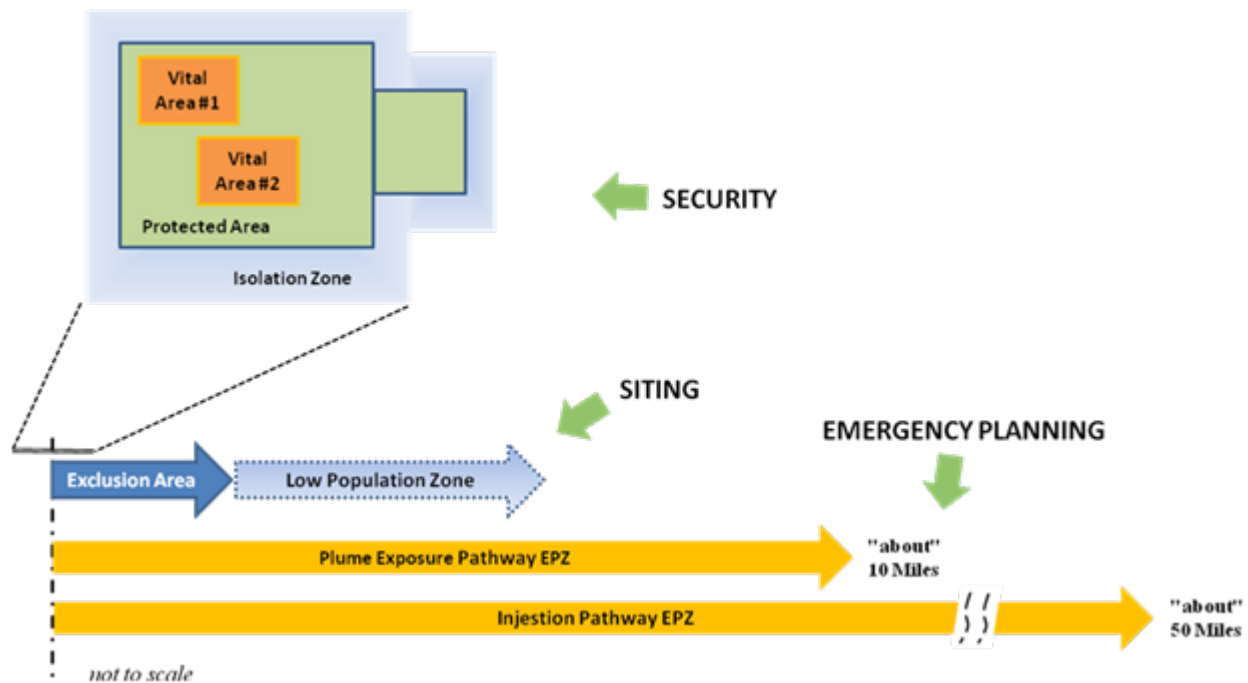 Vital
Area #1
Vital
Area #2
Protected Area
Isolation Zone
SECURITY
SITING
EMERGENCY PLANNING
Exclusion Area
Low Population Zone
Plume Exposure Pathway EPZ
"about"
10 Miles
Injestion Pathway EPZ
"about"
50 Miles
not to scale